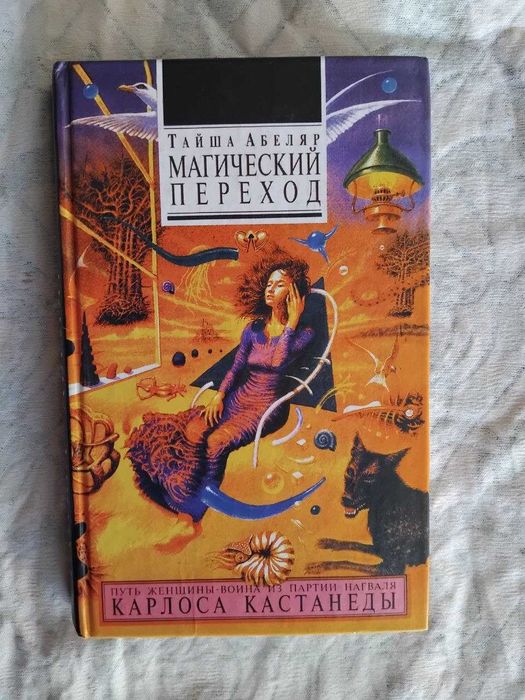 ТАЙША АБЕЛЯР
МАГИЧЕСКИЙ
ПЕРЕХОД
ПУТЬ ЖЕНЩИНЫ-ВОИНА ИЗ ПАРТИИ НАГВАЛЯ
КАРЛОСА КАСТАНЕДЫ